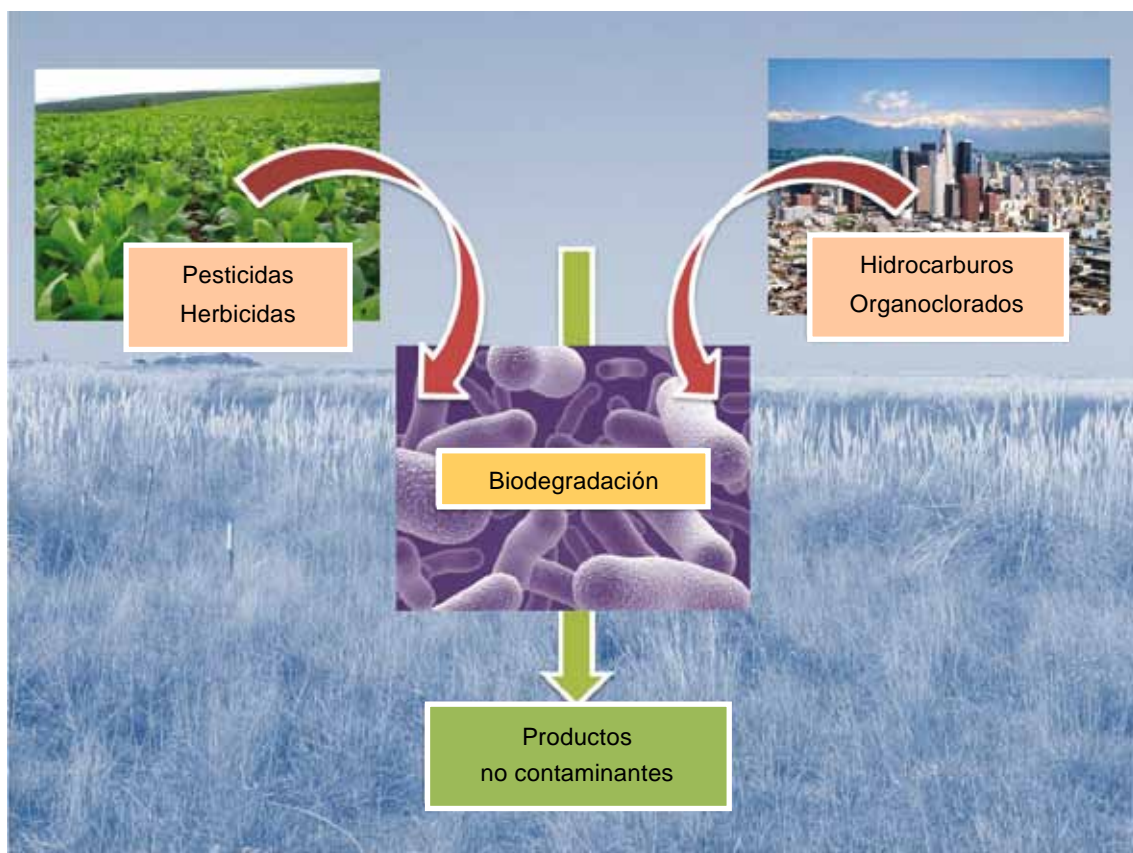 Pesticidas
Herbicidas
Hidrocarburos
Organoclorados
Biodegradación
Productos
no contaminantes